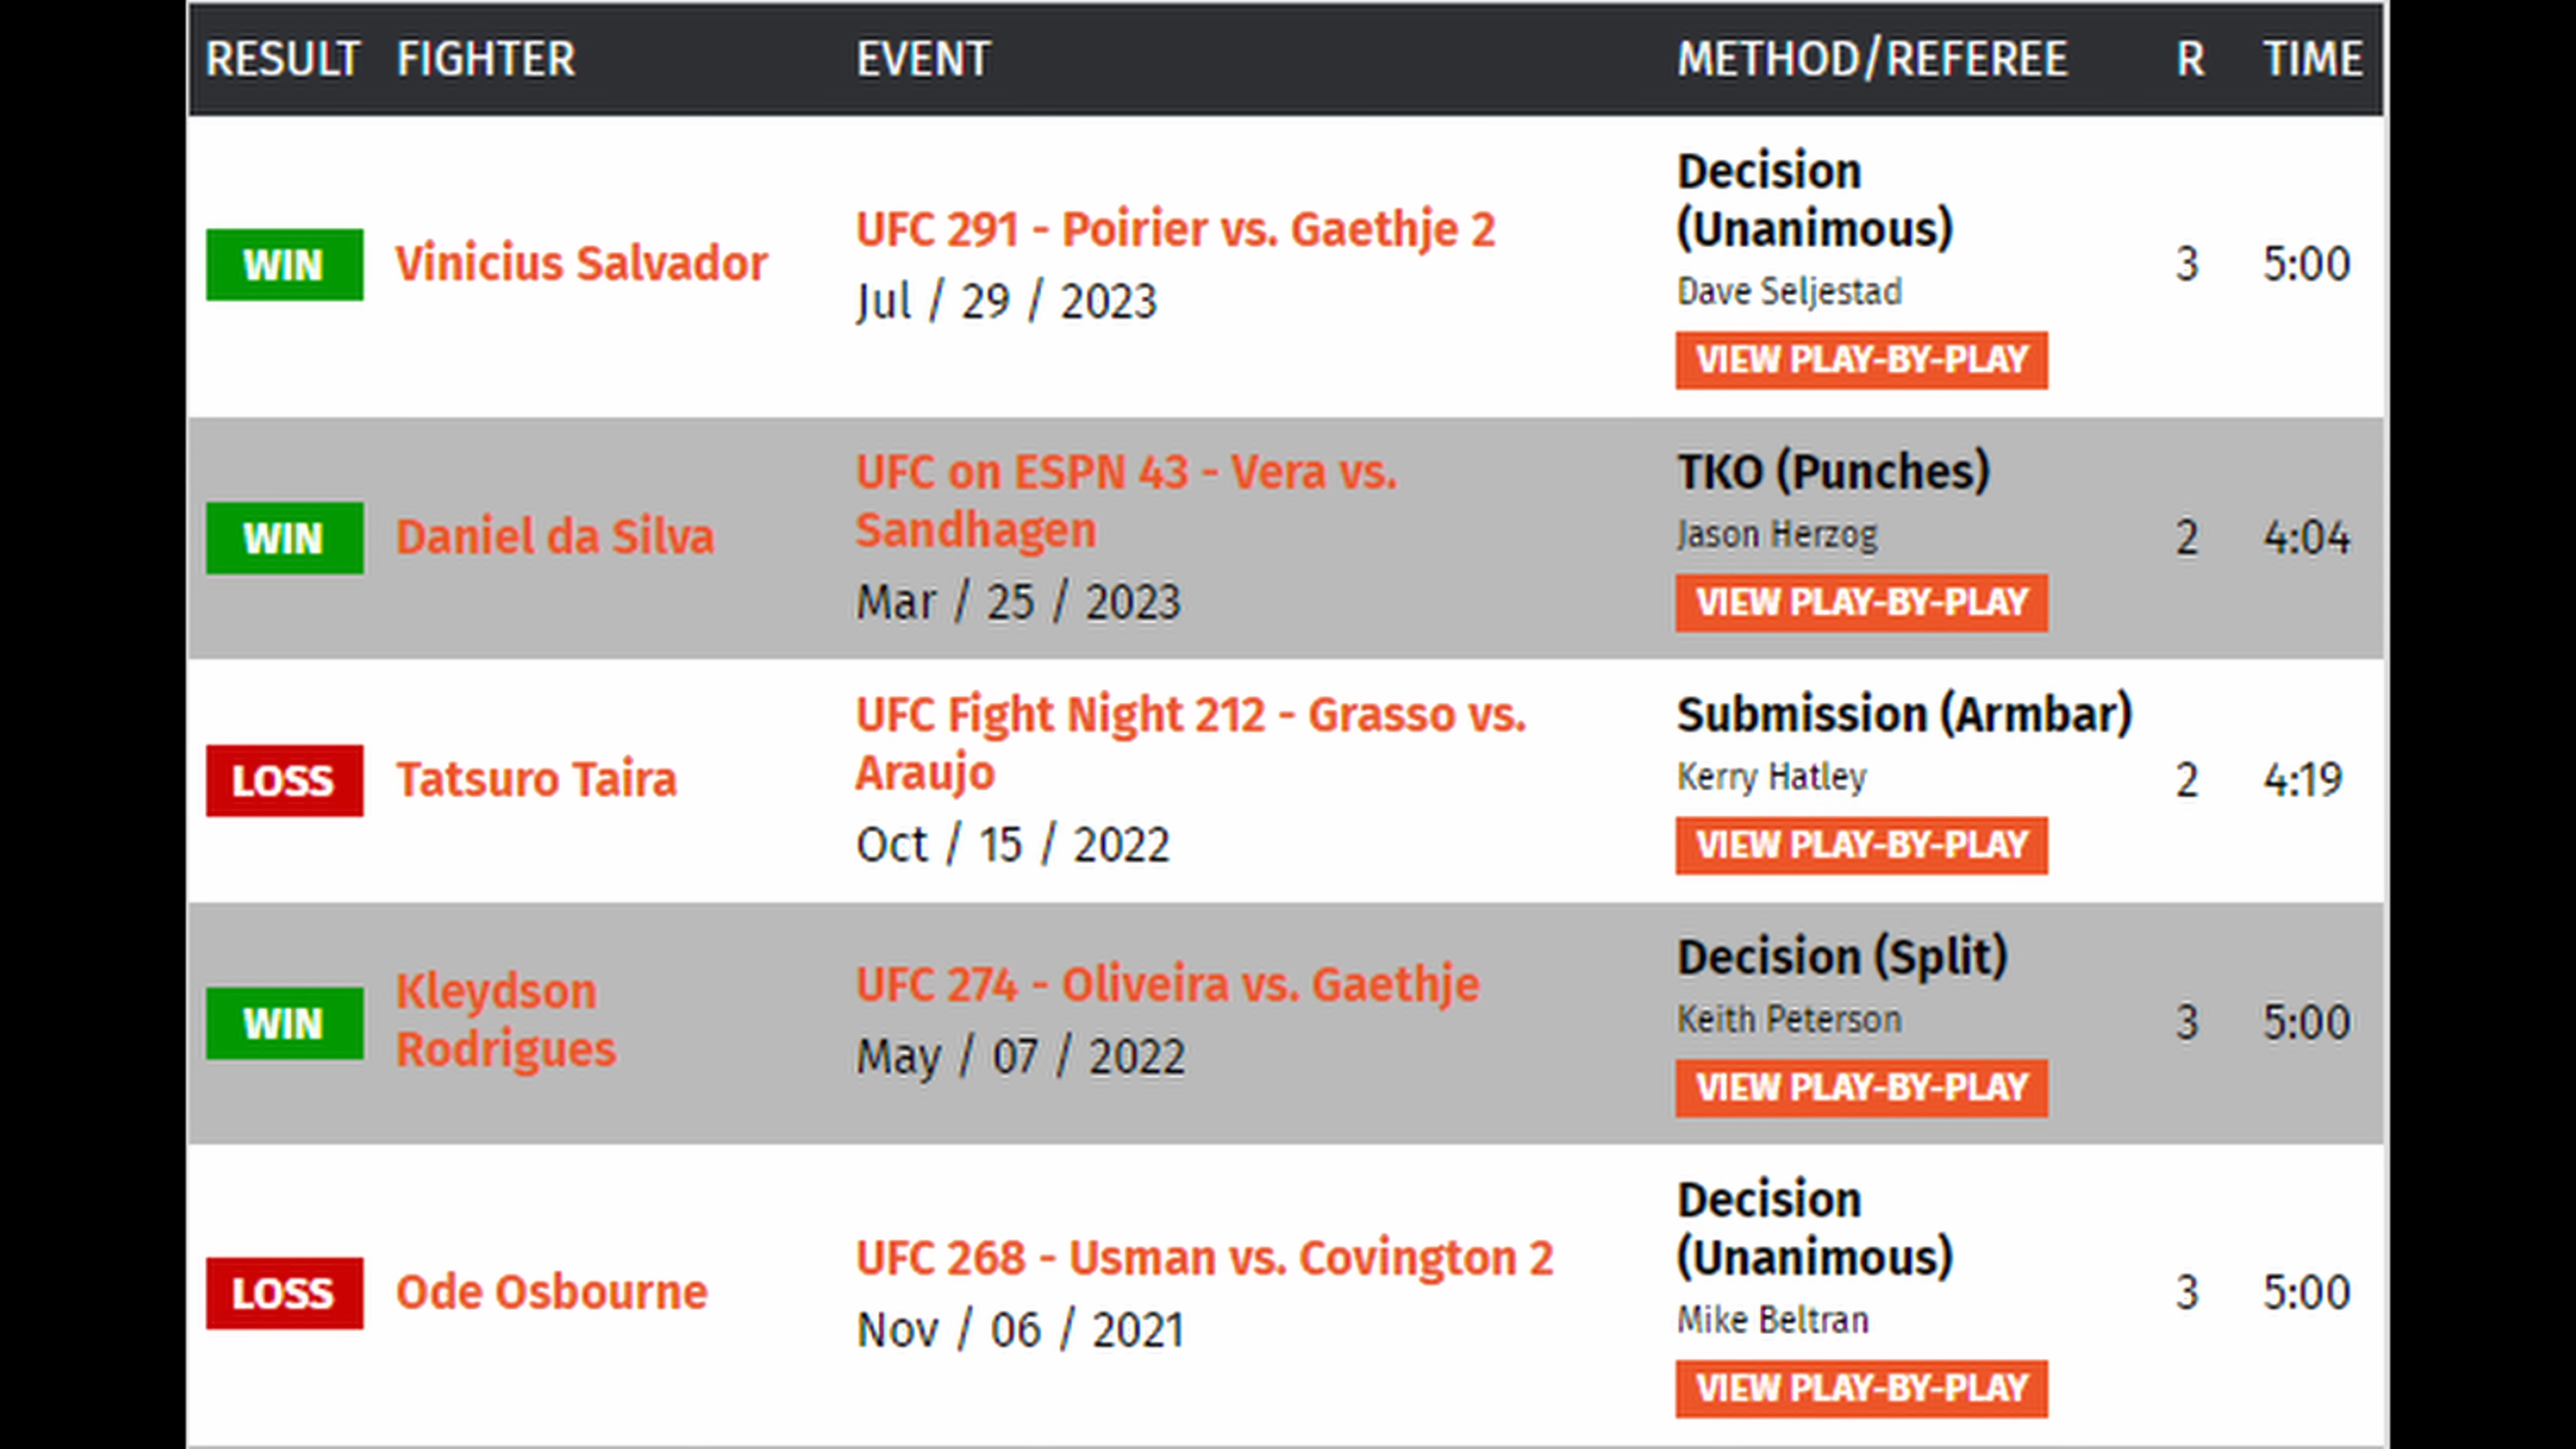 RESULT FIGHTER EVENT METHOD/REFEREE R TIME
WIN Vinicius Salvador
UFC 291 - Poirier vs. Gaethje 2
Jul / 29 / 2023
Decision
(Unanimous)
Dave Seljestad
VIEW PLAY-BY-PLAY
3 5:00
WIN Daniel da Silva
UFC on ESPN 43 - Vera vs.
Sandhagen
Mar / 25 / 2023
TKO (Punches)
Jason Herzog
VIEW PLAY-BY-PLAY
2 4:04
LOSS Tatsuro Taira
UFC Fight Night 212 - Grasso vs.
Araujo
Oct / 15 / 2022
Submission (Armbar)
Kerry Hatley
VIEW PLAY-BY-PLAY
2 4:19
WIN
Kleydson
Rodrigues
UFC 274 - Oliveira vs. Gaethje
May / 07 / 2022
Decision (Split)
Keith Peterson
VIEW PLAY-BY-PLAY
3 5:00
LOSS Ode Osbourne
UFC 268 - Usman vs. Covington 2
Nov / 06 / 2021
Decision
(Unanimous)
Mike Beltran
VIEW PLAY-BY-PLAY
3 5:00